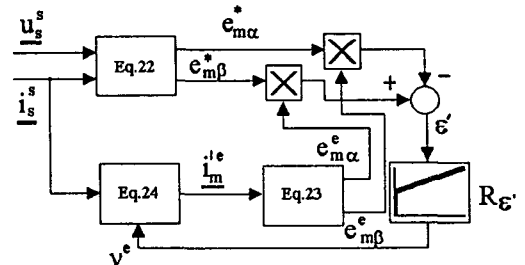 u_s^s
e*_mα
Eq.22
e*_mβ
+
−
i_s^s
ε'
e^e_mα
Eq.24
i'^e_m
Eq.23
R_ε'
e^e_mβ
ν^e